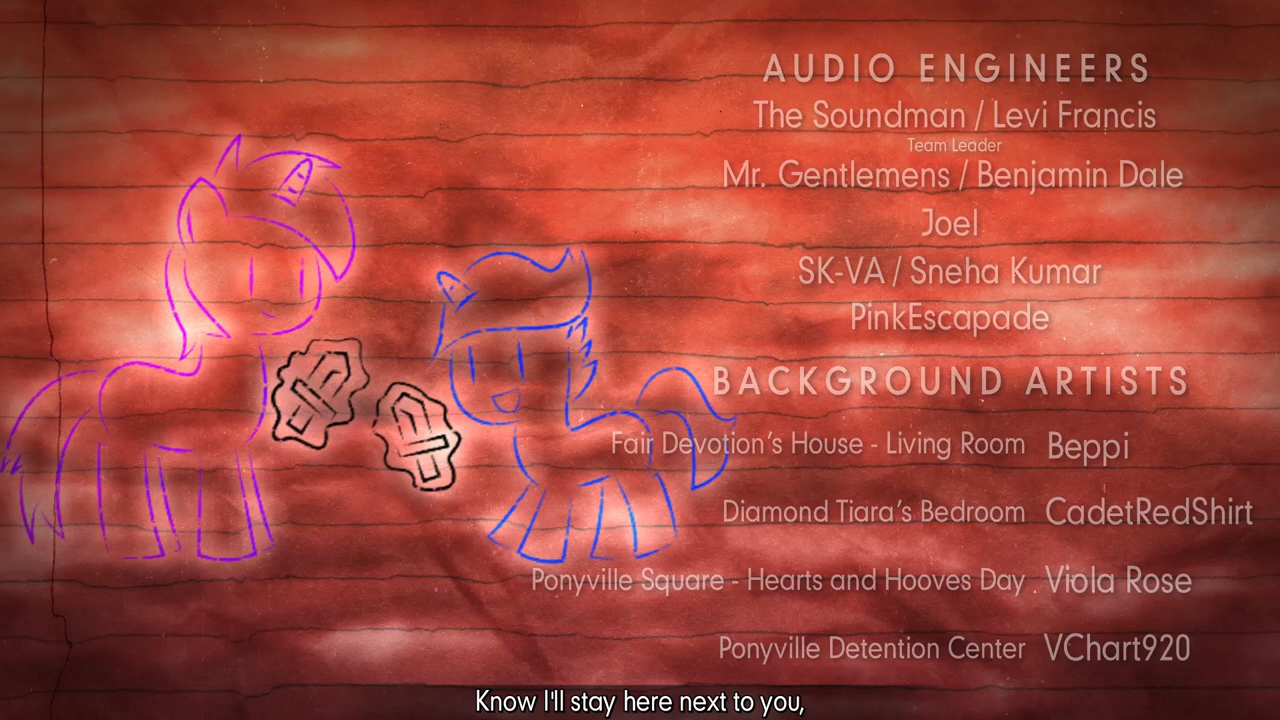 AUDIO ENGINEERS
The Soundman / Levi Francis
Team Leader
Mr. Gentlemens / Benjamin Dale
Joel
SK-VA / Sneha Kumar
PinkEscapade
BACKGROUND ARTISTS
Fair Devotion's House - Living Room Beppi
Diamond Tiara's Bedroom CadetRedShirt
Ponyville Square - Hearts and Hooves Day Viola Rose
Ponyville Detention Center VChart920
Know I'll stay here next to you,